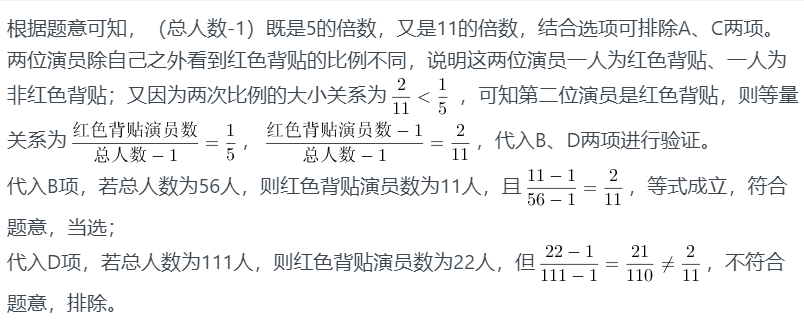 根据题意可知，（总人数-1）既是5的倍数，又是11的倍数，结合选项可排除A、C两项。
两位演员除自己之外看到红色背贴的比例不同，说明这两位演员一人为红色背贴、一人为
非红色背贴；又因为两次比例的大小关系为 2/11 < 1/5 ，可知第二位演员是红色背贴，则等量
关系为 红色背贴演员数/总人数 − 1 = 1/5 ， 红色背贴演员数 − 1/总人数 − 1 = 2/11 ，代入B、D两项进行验证。
代入B项，若总人数为56人，则红色背贴演员数为11人，且 11 − 1/56 − 1 = 2/11 ，等式成立，符合
题意，当选；
代入D项，若总人数为111人，则红色背贴演员数为22人，但 22 − 1/111 − 1 = 21/110 ≠ 2/11 ，不符合
题意，排除。